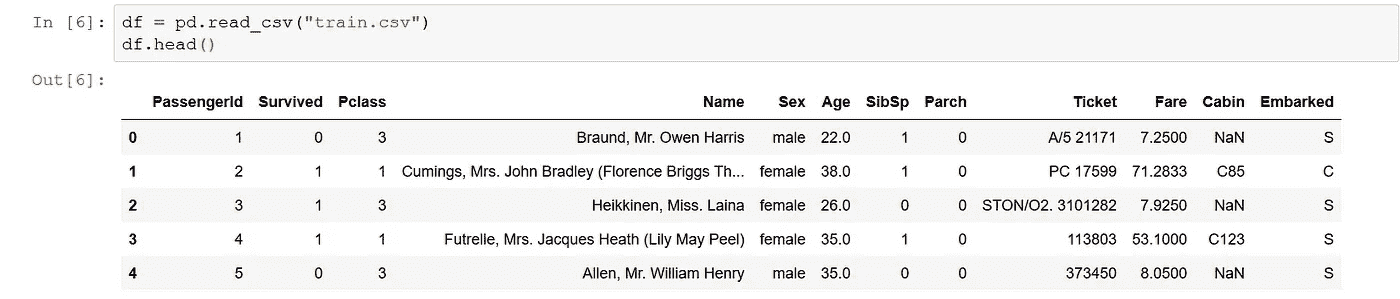 In [6]: df = pd.read_csv("train.csv")
df.head()
Out[6]:
PassengerId Survived Pclass Name Sex Age SibSp Parch Ticket Fare Cabin Embarked
0 1 0 3 Braund, Mr. Owen Harris male 22.0 1 0 A/5 21171 7.2500 NaN S
1 2 1 1 Cumings, Mrs. John Bradley (Florence Briggs Th... female 38.0 1 0 PC 17599 71.2833 C85 C
2 3 1 3 Heikkinen, Miss. Laina female 26.0 0 0 STON/O2. 3101282 7.9250 NaN S
3 4 1 1 Futrelle, Mrs. Jacques Heath (Lily May Peel) female 35.0 1 0 113803 53.1000 C123 S
4 5 0 3 Allen, Mr. William Henry male 35.0 0 0 373450 8.0500 NaN S